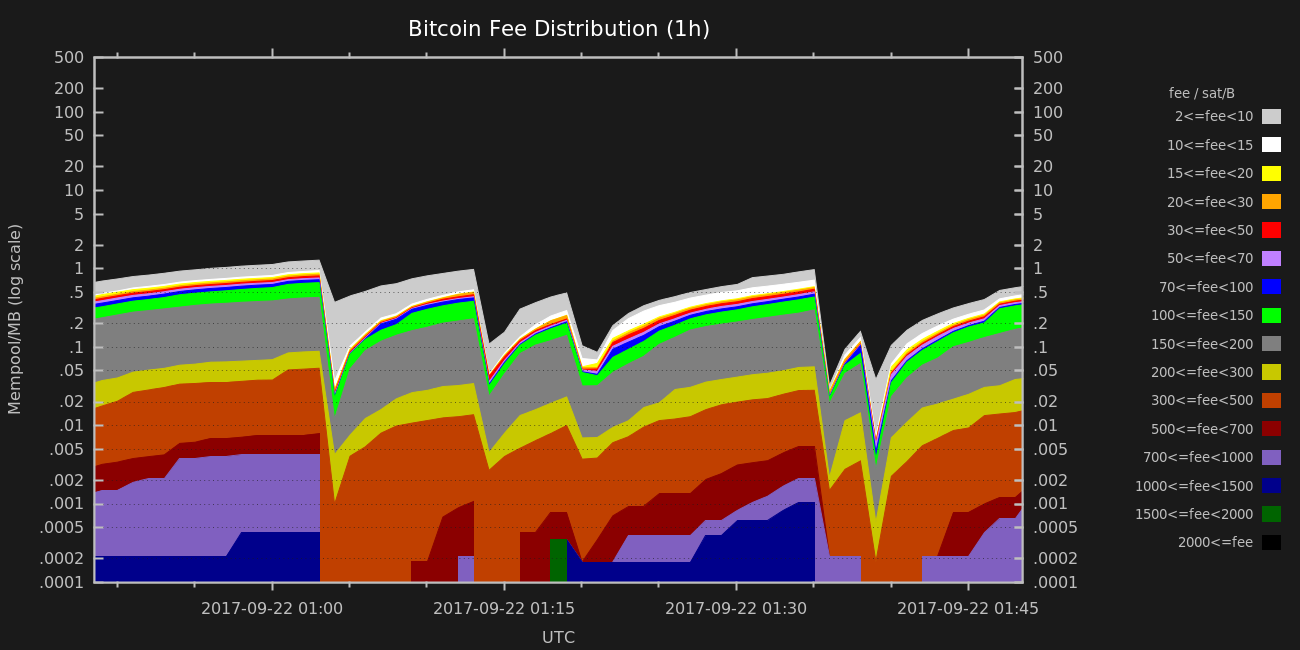 Bitcoin Fee Distribution (1h)
Mempool/MB (log scale)
500
200
100
50
20
10
5
2
1
.5
.2
.1
.05
.02
.01
.005
.002
.001
.0005
.0002
.0001
500
200
100
50
20
10
5
2
1
.5
.2
.1
.05
.02
.01
.005
.002
.001
.0005
.0002
.0001
2017-09-22 01:00
2017-09-22 01:15
2017-09-22 01:30
2017-09-22 01:45
UTC
fee / sat/B
2<=fee<10
10<=fee<15
15<=fee<20
20<=fee<30
30<=fee<50
50<=fee<70
70<=fee<100
100<=fee<150
150<=fee<200
200<=fee<300
300<=fee<500
500<=fee<700
700<=fee<1000
1000<=fee<1500
1500<=fee<2000
2000<=fee